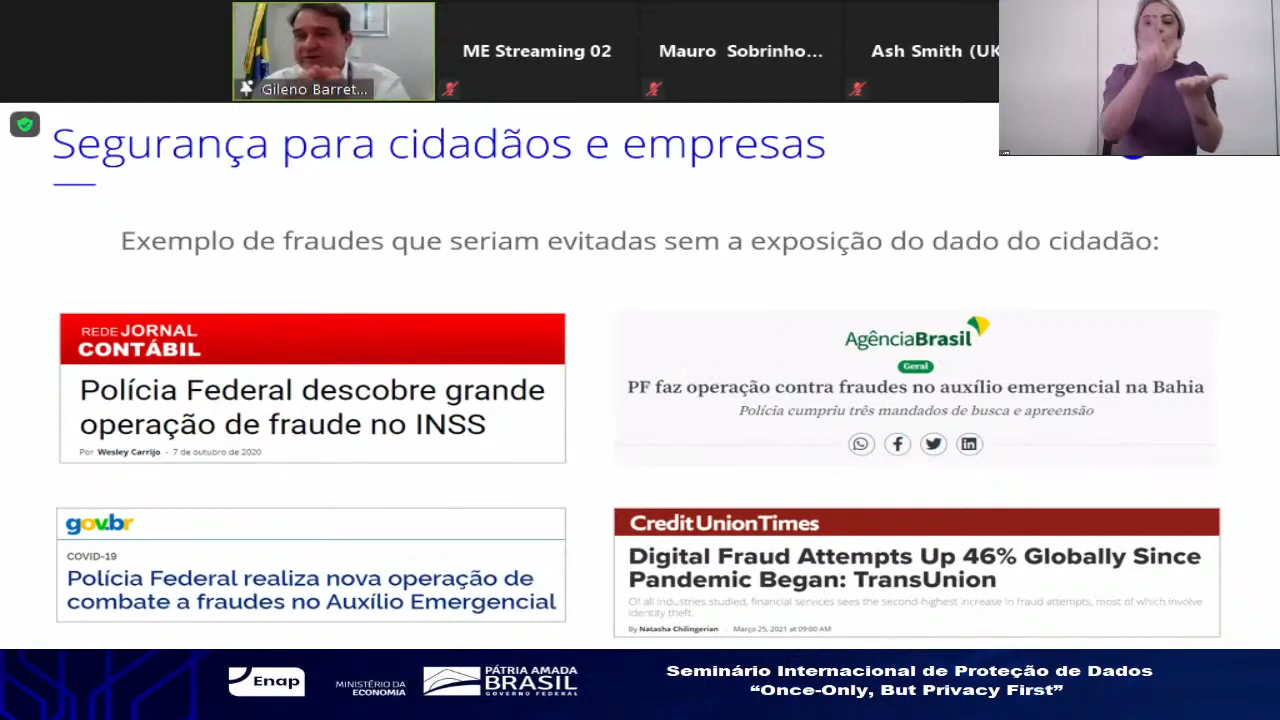 ME Streaming 02
Mauro Sobrinho...
Ash Smith (UK
Gileno Barret...
Segurança para cidadãos e empresas
Exemplo de fraudes que seriam evitadas sem a exposição do dado do cidadão:
REDE JORNAL
CONTÁBIL
Polícia Federal descobre grande
operação de fraude no INSS
Por Wesley Carrijo - 7 de outubro de 2020
AgênciaBrasil
Geral
PF faz operação contra fraudes no auxílio emergencial na Bahia
Polícia cumpriu três mandados de busca e apreensão
gov.br
COVID-19
Polícia Federal realiza nova operação de
combate a fraudes no Auxílio Emergencial
Credit Union Times
Digital Fraud Attempts Up 46% Globally Since
Pandemic Began: TransUnion
Of all industries studied, financial services sees the second-highest increase in fraud attempts, most of which involve
identity theft.
By Natasha Chilingerian Março 25, 2021 at 09:00 AM
Enap
MINISTÉRIO DA
ECONOMIA
PÁTRIA AMADA
BRASIL
GOVERNO FEDERAL
Seminário Internacional de Proteção de Dados
“Once-Only, But Privacy First”